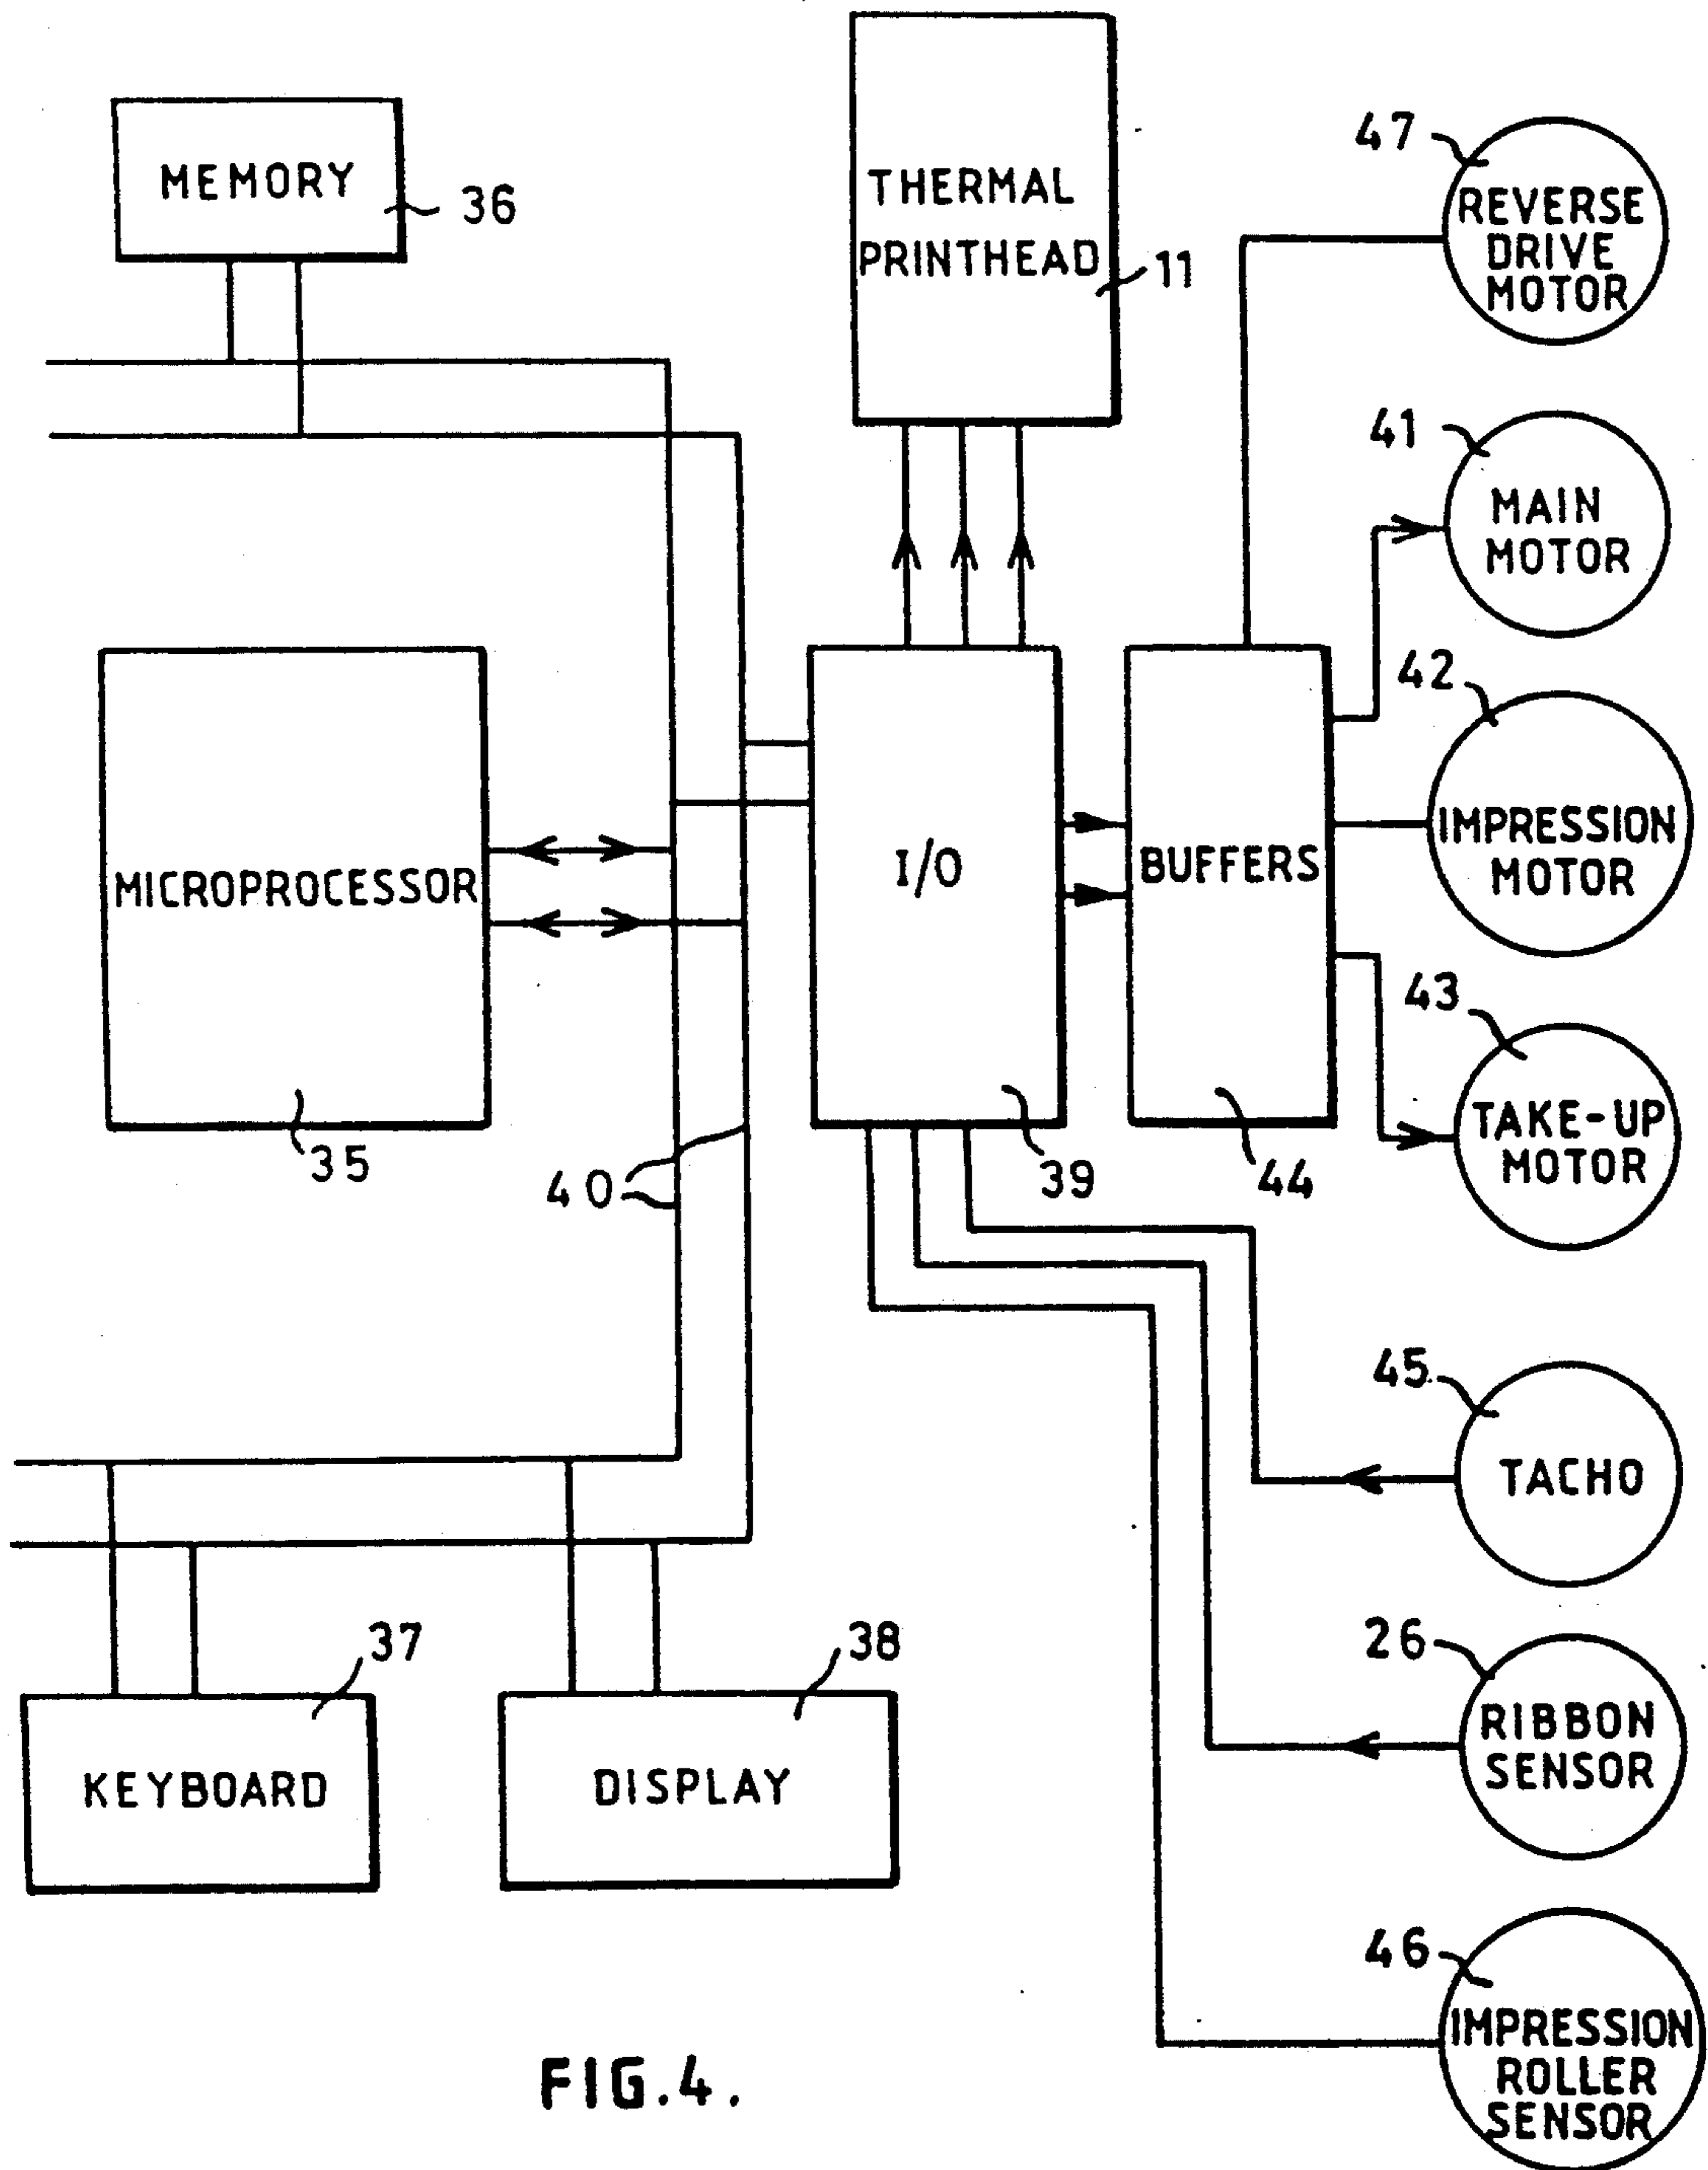 MEMORY
36
THERMAL
PRINTHEAD
11
47
REVERSE
DRIVE
MOTOR
41
MAIN
MOTOR
42
IMPRESSION
MOTOR
MICROPROCESSOR
35
I/O
39
BUFFERS
44
43
TAKE-UP
MOTOR
40
45
TACHO
37
KEYBOARD
38
DISPLAY
26
RIBBON
SENSOR
46
IMPRESSION
ROLLER
SENSOR
FIG.4.